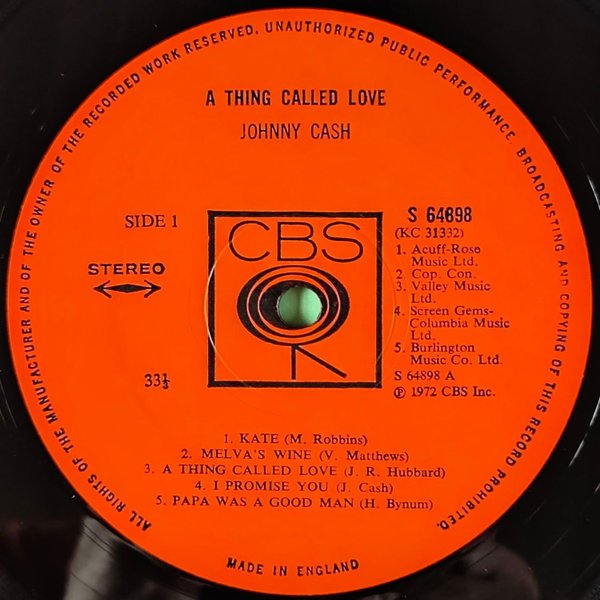 ALL RIGHTS OF THE MANUFACTURER AND OF THE OWNER OF THE RECORDED WORK RESERVED. UNAUTHORIZED PUBLIC PERFORMANCE, BROADCASTING AND COPYING OF THIS RECORD PROHIBITED.
A THING CALLED LOVE
JOHNNY CASH
SIDE 1
STEREO
33⅓
CBS
S 64898
(KC 31332)
1. Acuff-Rose
Music Ltd.
2. Cop. Con.
3. Valley Music
Ltd.
4. Screen Gems-
Columbia Music
Ltd.
5. Burlington
Music Co. Ltd.
S 64898 A
℗ 1972 CBS Inc.
1. KATE (M. Robbins)
2. MELVA'S WINE (V. Matthews)
3. A THING CALLED LOVE (J. R. Hubbard)
4. I PROMISE YOU (J. Cash)
5. PAPA WAS A GOOD MAN (H. Bynum)
MADE IN ENGLAND